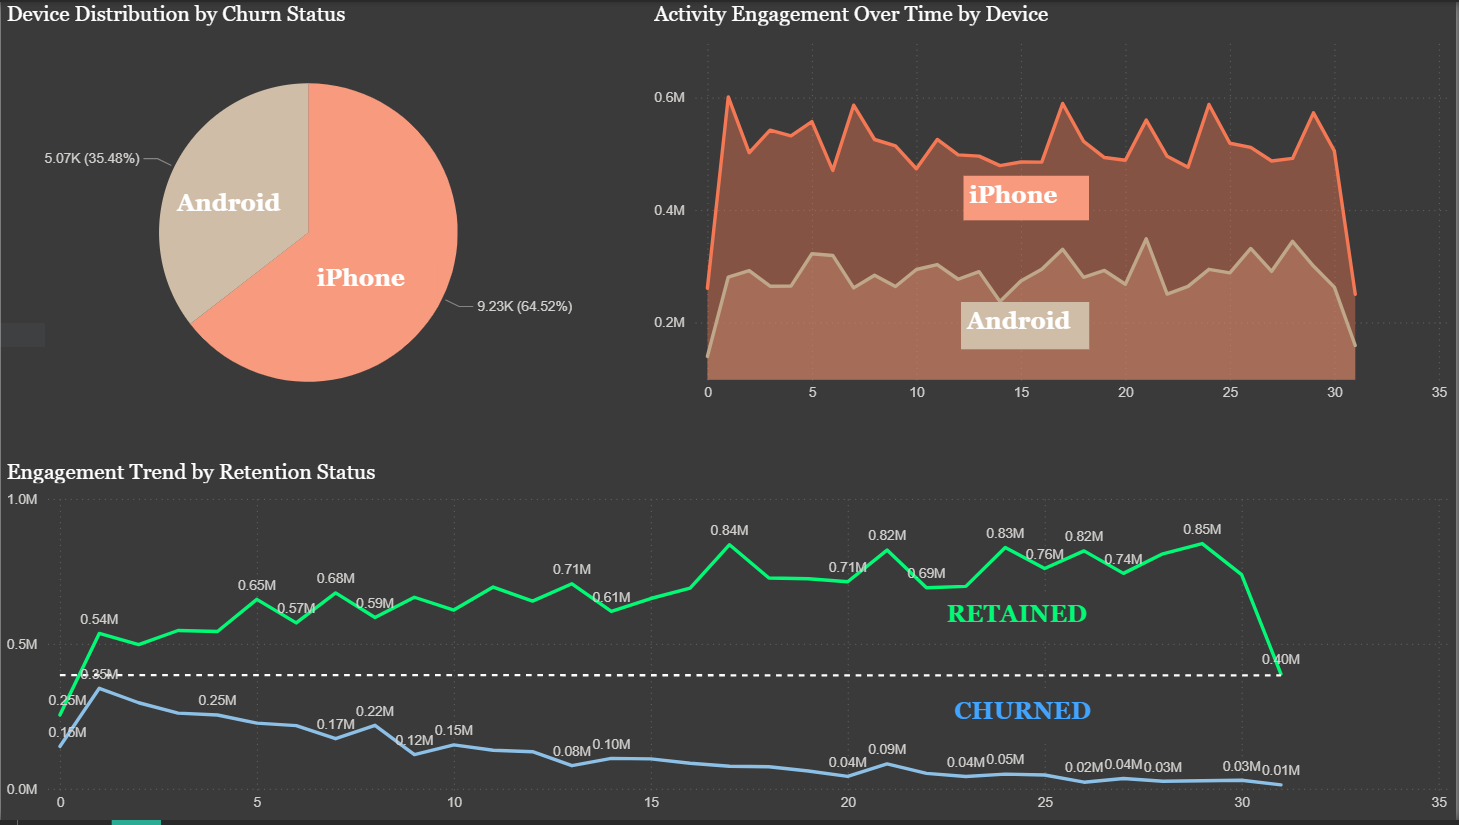 Device Distribution by Churn Status
5.07K (35.48%)
Android
iPhone
9.23K (64.52%)
Activity Engagement Over Time by Device
0.6M
0.4M
0.2M
iPhone
Android
0 5 10 15 20 25 30 35
Engagement Trend by Retention Status
1.0M
0.5M
0.0M
0.25M 0.54M 0.65M 0.57M 0.68M 0.59M 0.71M 0.61M 0.84M 0.71M 0.82M 0.69M 0.83M 0.76M 0.82M 0.74M 0.85M 0.40M
RETAINED
CHURNED
0.35M 0.25M 0.17M 0.22M 0.12M 0.15M 0.08M 0.10M 0.04M 0.09M 0.04M 0.05M 0.02M 0.04M 0.03M 0.03M 0.01M
0 5 10 15 20 25 30 35